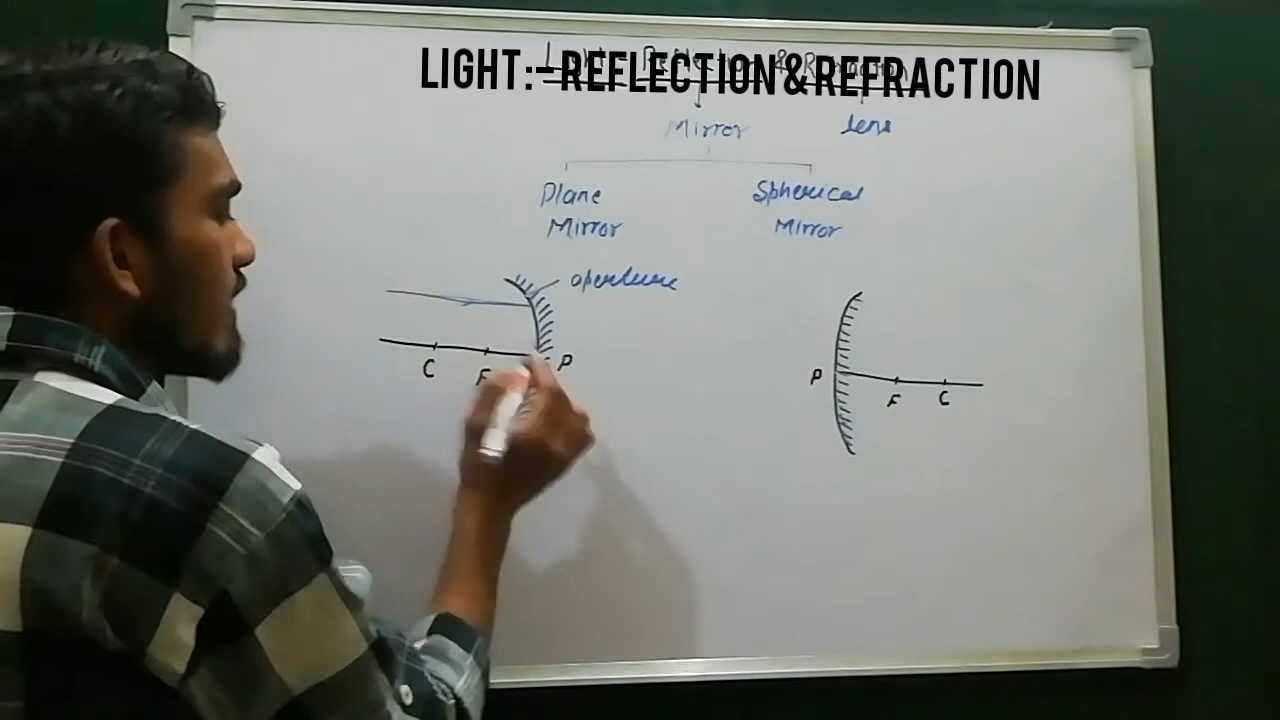 LIGHT:- REFLECTION & REFRACTION
Mirror lens
Plane Spherical
Mirror Mirror
aperture
C F P
P F C